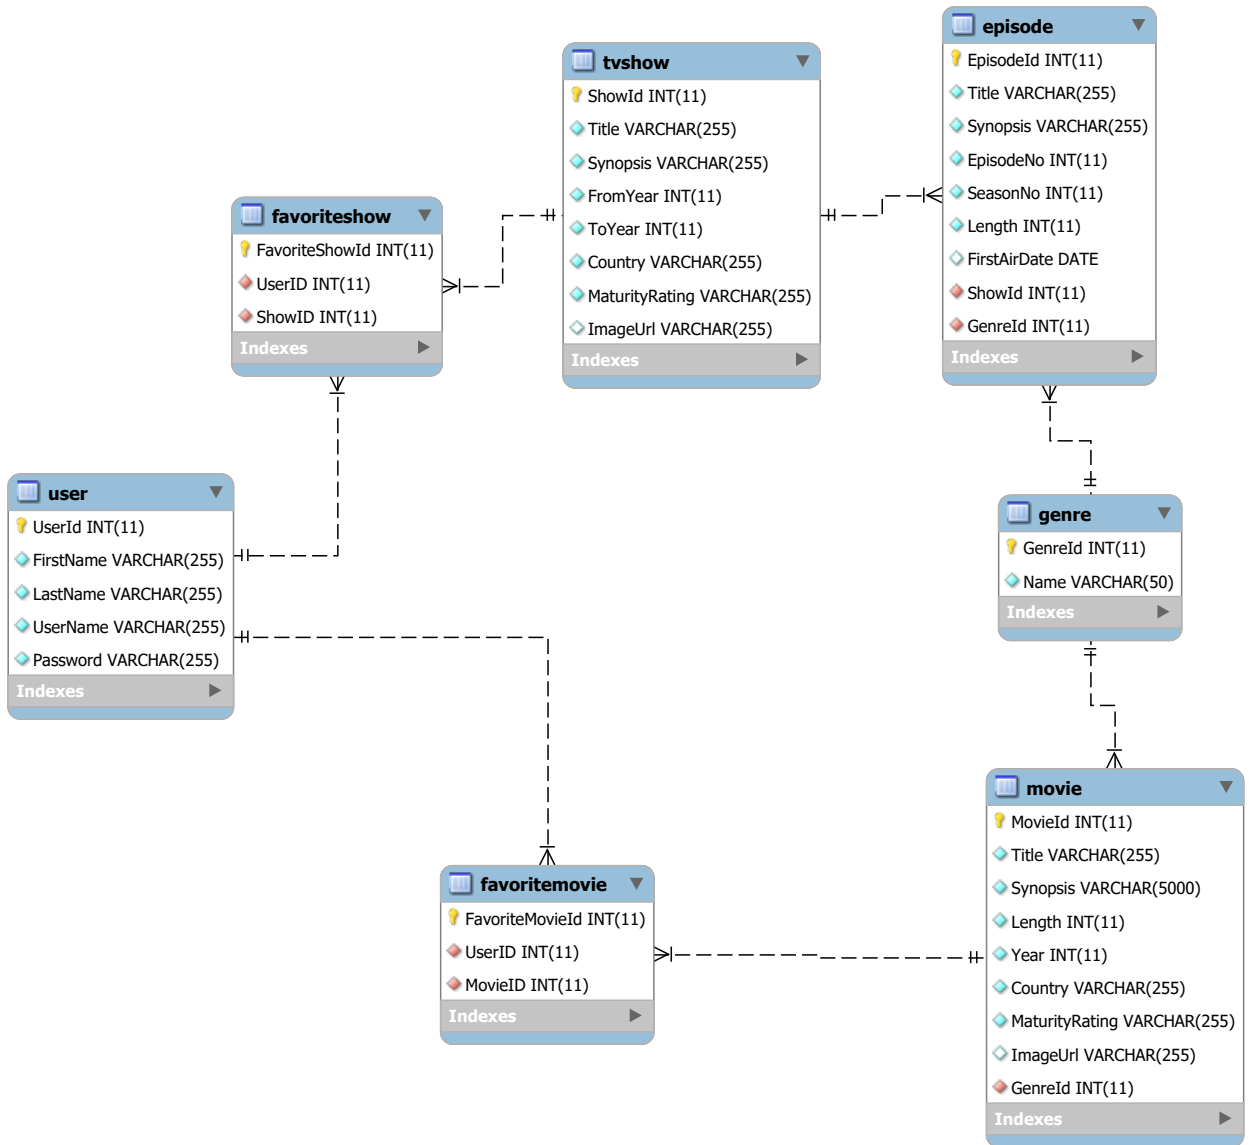 episode
EpisodeId INT(11)
Title VARCHAR(255)
Synopsis VARCHAR(255)
EpisodeNo INT(11)
SeasonNo INT(11)
Length INT(11)
FirstAirDate DATE
ShowId INT(11)
GenreId INT(11)
Indexes
tvshow
ShowId INT(11)
Title VARCHAR(255)
Synopsis VARCHAR(255)
FromYear INT(11)
ToYear INT(11)
Country VARCHAR(255)
MaturityRating VARCHAR(255)
ImageUrl VARCHAR(255)
Indexes
favoriteshow
FavoriteShowId INT(11)
UserID INT(11)
ShowID INT(11)
Indexes
user
UserId INT(11)
FirstName VARCHAR(255)
LastName VARCHAR(255)
UserName VARCHAR(255)
Password VARCHAR(255)
Indexes
genre
GenreId INT(11)
Name VARCHAR(50)
Indexes
movie
MovieId INT(11)
Title VARCHAR(255)
Synopsis VARCHAR(5000)
Length INT(11)
Year INT(11)
Country VARCHAR(255)
MaturityRating VARCHAR(255)
ImageUrl VARCHAR(255)
GenreId INT(11)
Indexes
favoritemovie
FavoriteMovieId INT(11)
UserID INT(11)
MovieID INT(11)
Indexes